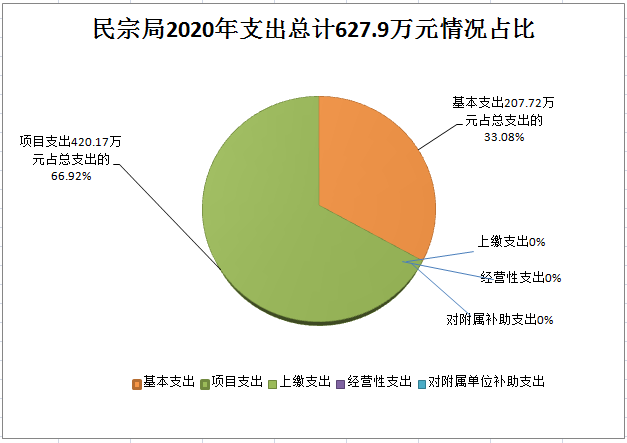 民宗局2020年支出总计627.9万元情况占比
基本支出207.72万
元占总支出的
33.08%
项目支出420.17万
元占总支出的
66.92%
上缴支出0%
经营性支出0%
对附属补助支出0%
基本支出 项目支出 上缴支出 经营性支出 对附属单位补助支出